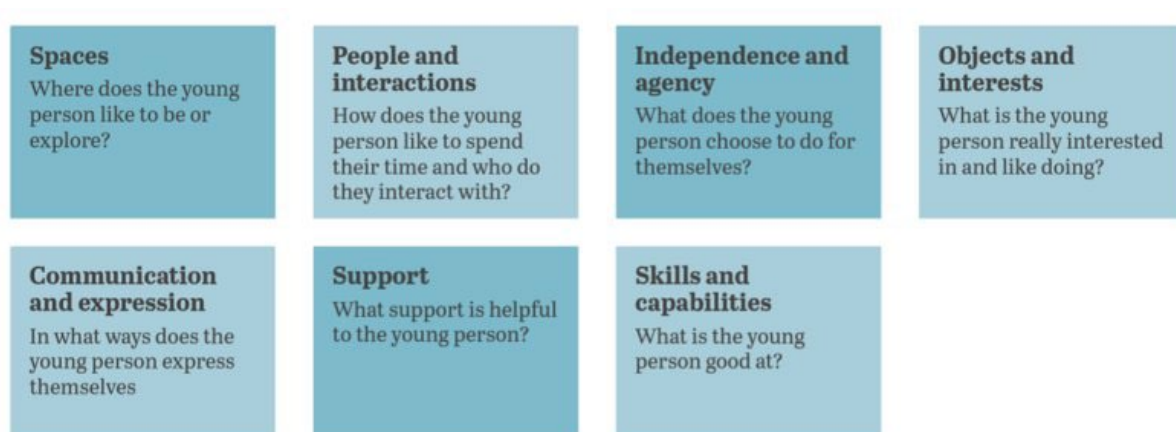 Spaces
Where does the young
person like to be or
explore?
People and
interactions
How does the young
person like to spend
their time and who do
they interact with?
Independence and
agency
What does the young
person choose to do for
themselves?
Objects and
interests
What is the young
person really interested
in and like doing?
Communication
and expression
In what ways does the
young person express
themselves
Support
What support is helpful
to the young person?
Skills and
capabilities
What is the young
person good at?